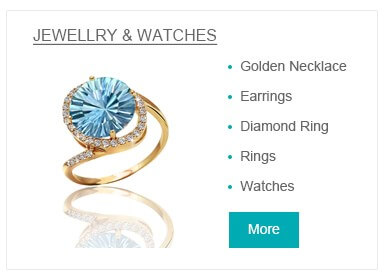 JEWELLRY & WATCHES
Golden Necklace
Earrings
Diamond Ring
Rings
Watches
More